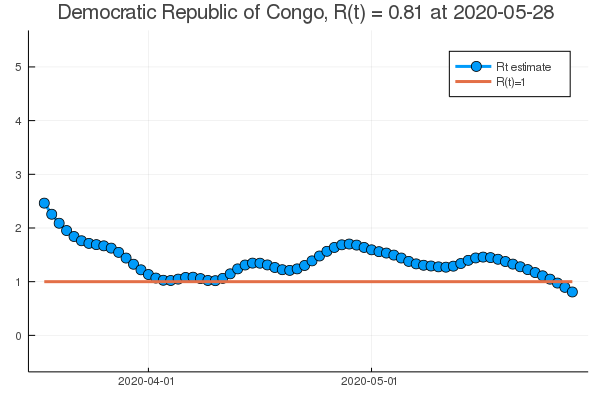 Democratic Republic of Congo, R(t) = 0.81 at 2020-05-28
5
Rt estimate
R(t)=1
4
3
2
1
0
2020-04-01
2020-05-01